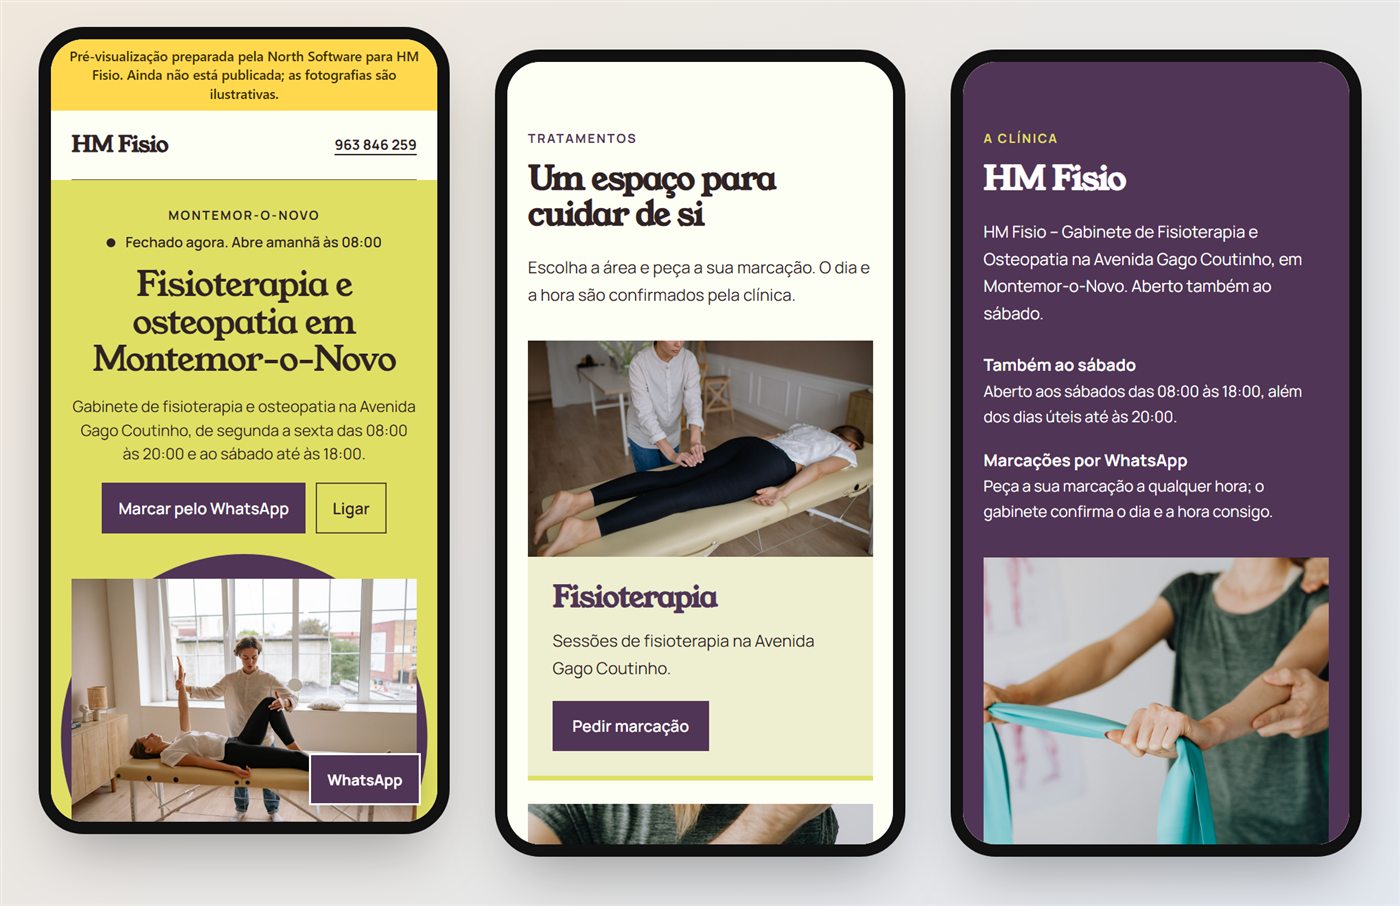 Pré-visualização preparada pela North Software para HM
Fisio. Ainda não está publicada; as fotografias são
ilustrativas.
HM Fisio
963 846 259
MONTEMOR-O-NOVO
Fechado agora. Abre amanhã às 08:00
Fisioterapia e
osteopatia em
Montemor-o-Novo
Gabinete de fisioterapia e osteopatia na Avenida
Gago Coutinho, de segunda a sexta das 08:00
às 20:00 e ao sábado até às 18:00.
Marcar pelo WhatsApp
Ligar
WhatsApp
TRATAMENTOS
Um espaço para
cuidar de si
Escolha a área e peça a sua marcação. O dia e
a hora são confirmados pela clínica.
Fisioterapia
Sessões de fisioterapia na Avenida
Gago Coutinho.
Pedir marcação
A CLÍNICA
HM Fisio
HM Fisio – Gabinete de Fisioterapia e
Osteopatia na Avenida Gago Coutinho, em
Montemor-o-Novo. Aberto também ao
sábado.
Também ao sábado
Aberto aos sábados das 08:00 às 18:00, além
dos dias úteis até às 20:00.
Marcações por WhatsApp
Peça a sua marcação a qualquer hora; o
gabinete confirma o dia e a hora consigo.